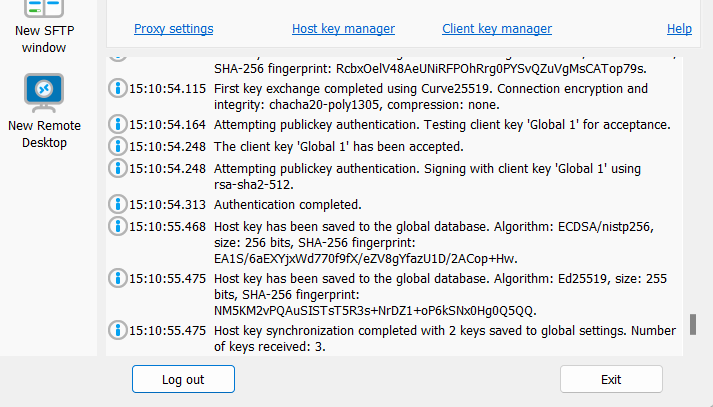 New SFTP
window
New Remote
Desktop
Proxy settings
Host key manager
Client key manager
Help
SHA-256 fingerprint: RcbxOelV48AeUNiRFPOhRrg0PYSvQZuVgMsCATop79s.
15:10:54.115 First key exchange completed using Curve25519. Connection encryption and
integrity: chacha20-poly1305, compression: none.
15:10:54.164 Attempting publickey authentication. Testing client key 'Global 1' for acceptance.
15:10:54.248 The client key 'Global 1' has been accepted.
15:10:54.248 Attempting publickey authentication. Signing with client key 'Global 1' using
rsa-sha2-512.
15:10:54.313 Authentication completed.
15:10:55.468 Host key has been saved to the global database. Algorithm: ECDSA/nistp256,
size: 256 bits, SHA-256 fingerprint:
EA1S/6aEXYjxWd770f9fX/eZV8gYfazU1D/2ACop+Hw.
15:10:55.475 Host key has been saved to the global database. Algorithm: Ed25519, size: 255
bits, SHA-256 fingerprint:
NM5KM2vPQAuSISTsT5R3s+NrDZ1+oP6kSNx0Hg0Q5QQ.
15:10:55.475 Host key synchronization completed with 2 keys saved to global settings. Number
of keys received: 3.
Log out
Exit